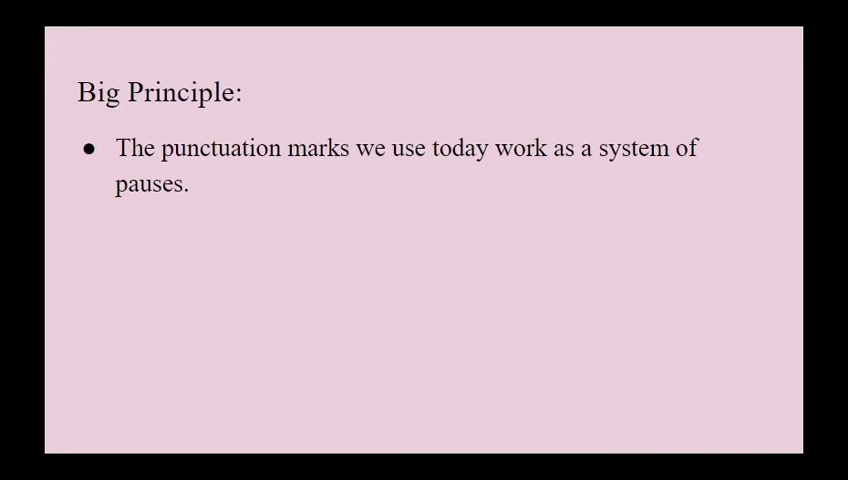 Big Principle:
● The punctuation marks we use today work as a system of
pauses.